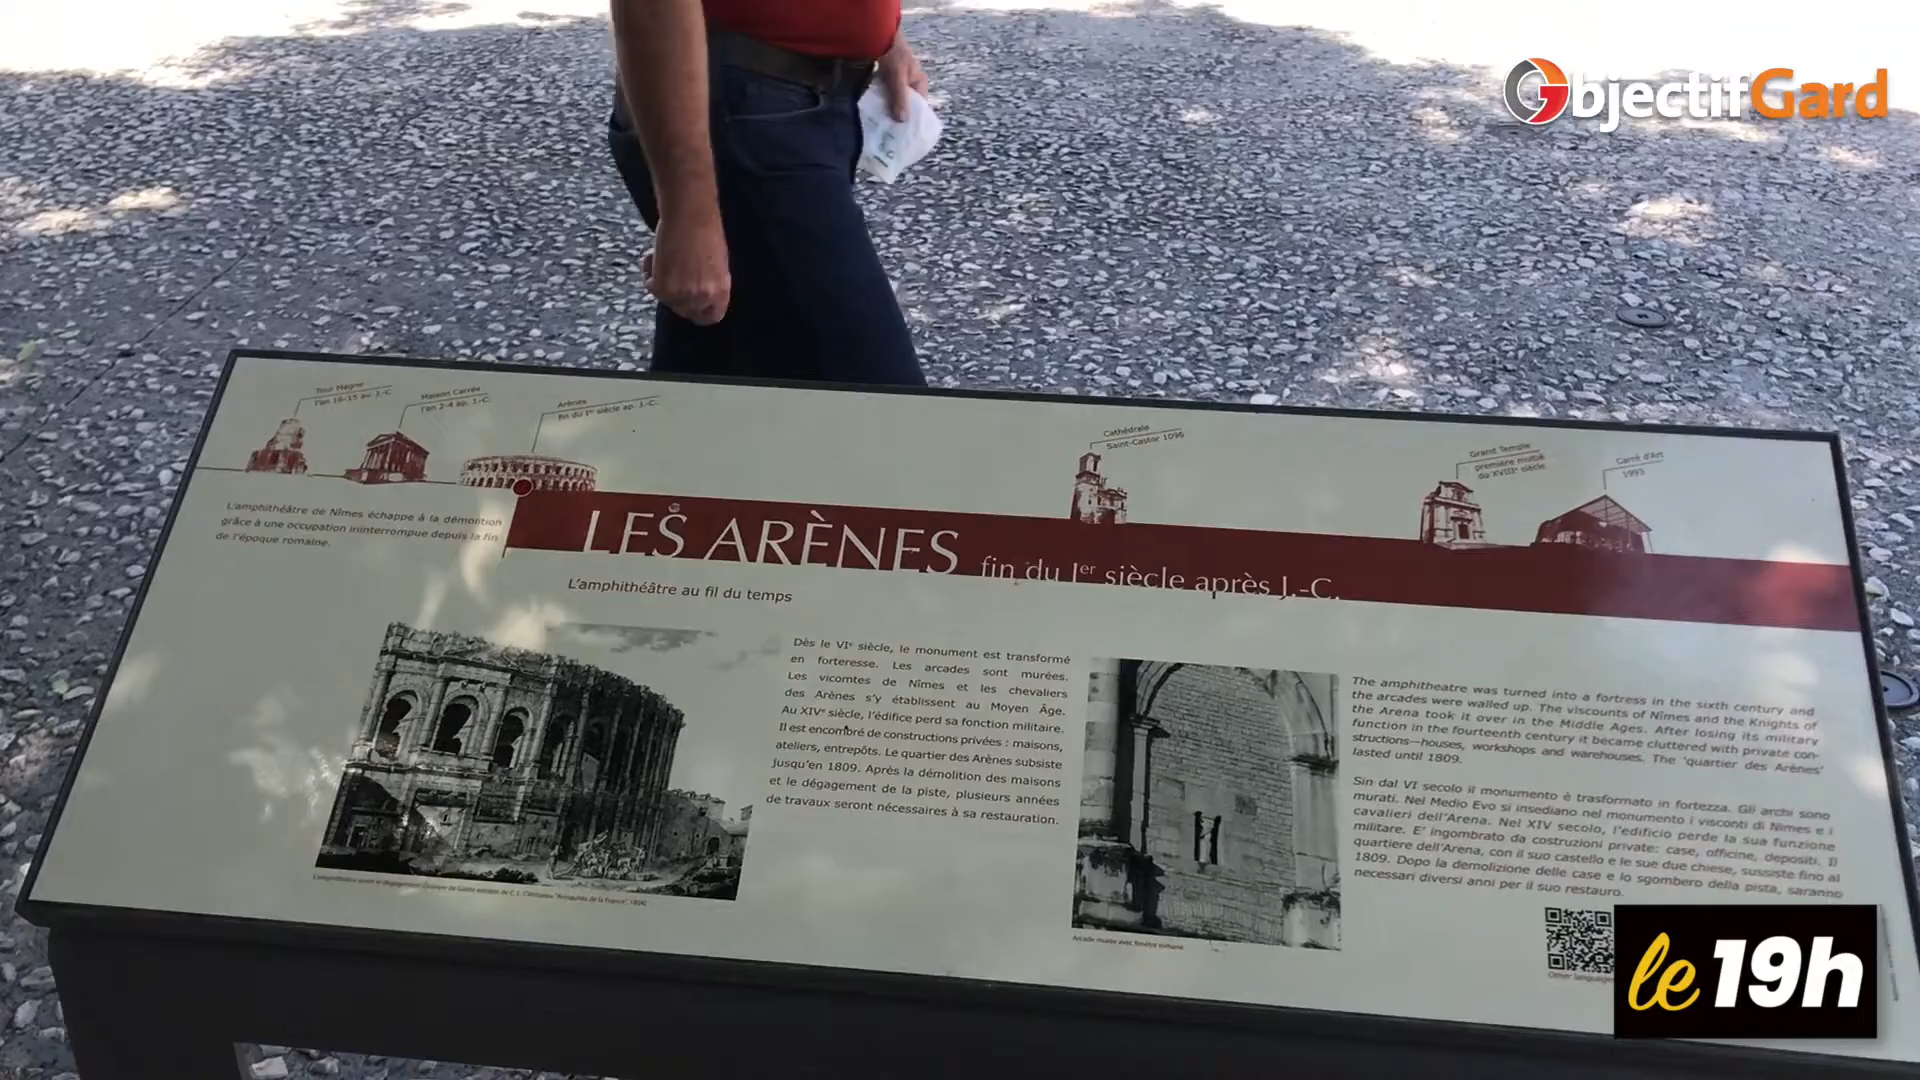 ObjectifGard
Tour Magne
l'an 16-15 av. J.-C.
Maison Carrée
l'an 2-4 ap. J.-C.
Arènes
fin du Ier siècle ap. J.-C.
Cathédrale
Saint-Castor 1096
Grand Temple
première moitié
du XVIIIe siècle
Carré d'Art
1993
L'amphithéâtre de Nîmes échappe à la démolition
grâce à une occupation ininterrompue depuis la fin
de l'époque romaine.
LES ARÈNES fin du Ier siècle après J.-C.
L'amphithéâtre au fil du temps
Dès le VIe siècle, le monument est transformé
en forteresse. Les arcades sont murées.
Les vicomtes de Nîmes et les chevaliers
des Arènes s'y établissent au Moyen Âge.
Au XIVe siècle, l'édifice perd sa fonction militaire.
Il est encombré de constructions privées : maisons,
ateliers, entrepôts. Le quartier des Arènes subsiste
jusqu'en 1809. Après la démolition des maisons
et le dégagement de la piste, plusieurs années
de travaux seront nécessaires à sa restauration.
The amphitheatre was turned into a fortress in the sixth century and
the arcades were walled up. The viscounts of Nîmes and the Knights of
the Arena took it over in the Middle Ages. After losing its military
function in the fourteenth century it became cluttered with private con-
structions—houses, workshops and warehouses. The 'quartier des Arènes'
lasted until 1809.
Sin dal VI secolo il monumento è trasformato in fortezza. Gli archi sono
murati. Nel Medio Evo si insediano nel monumento i visconti di Nîmes e i
cavalieri dell'Arena. Nel XIV secolo, l'edificio perde la sua funzione
militare. E' ingombrato da costruzioni private: case, officine, depositi. Il
quartiere dell'Arena, con il suo castello e le sue due chiese, sussiste fino al
1809. Dopo la demolizione delle case e lo sgombero della pista, saranno
necessari diversi anni per il suo restauro.
Arcade murée avec fenêtre romane
Other languages
le 19h